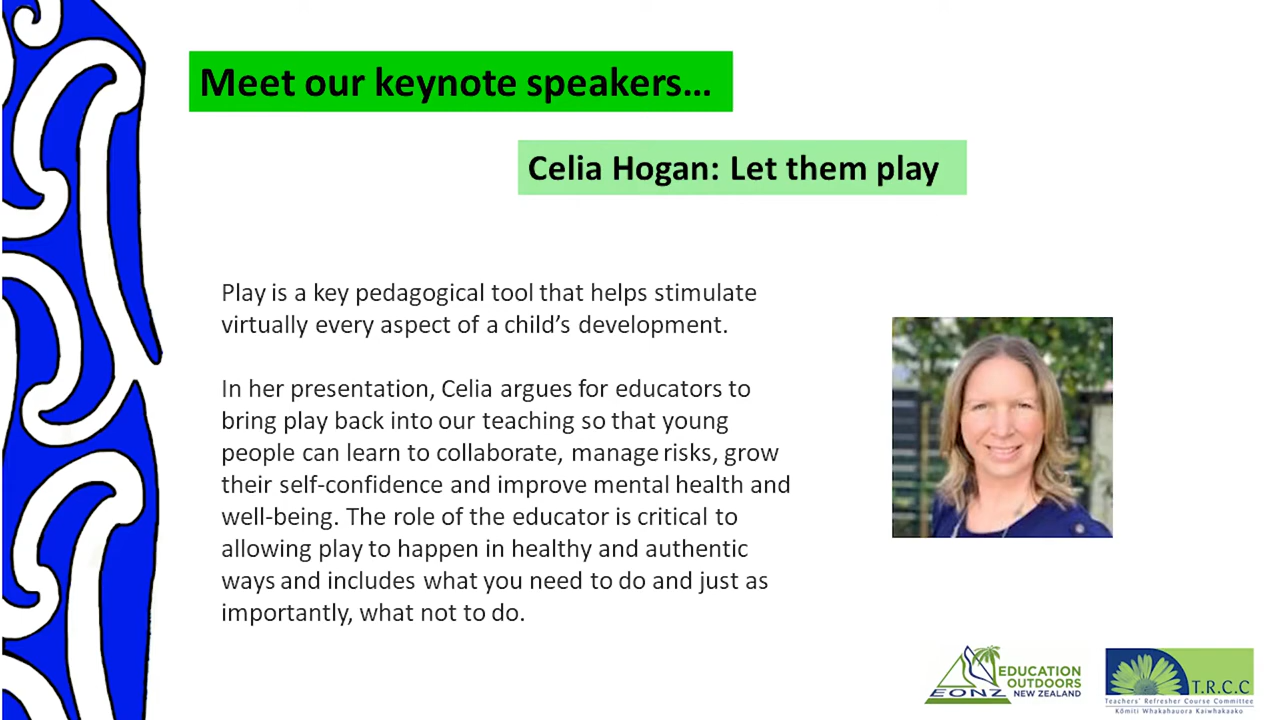 Meet our keynote speakers...
Celia Hogan: Let them play
Play is a key pedagogical tool that helps stimulate
virtually every aspect of a child’s development.
In her presentation, Celia argues for educators to
bring play back into our teaching so that young
people can learn to collaborate, manage risks, grow
their self-confidence and improve mental health and
well-being. The role of the educator is critical to
allowing play to happen in healthy and authentic
ways and includes what you need to do and just as
importantly, what not to do.
EONZ
EDUCATION
OUTDOORS
NEW ZEALAND
T.R.C.C
Teachers' Refresher Course Committee
Kōmiti Whakahauora Kaiwhakaako